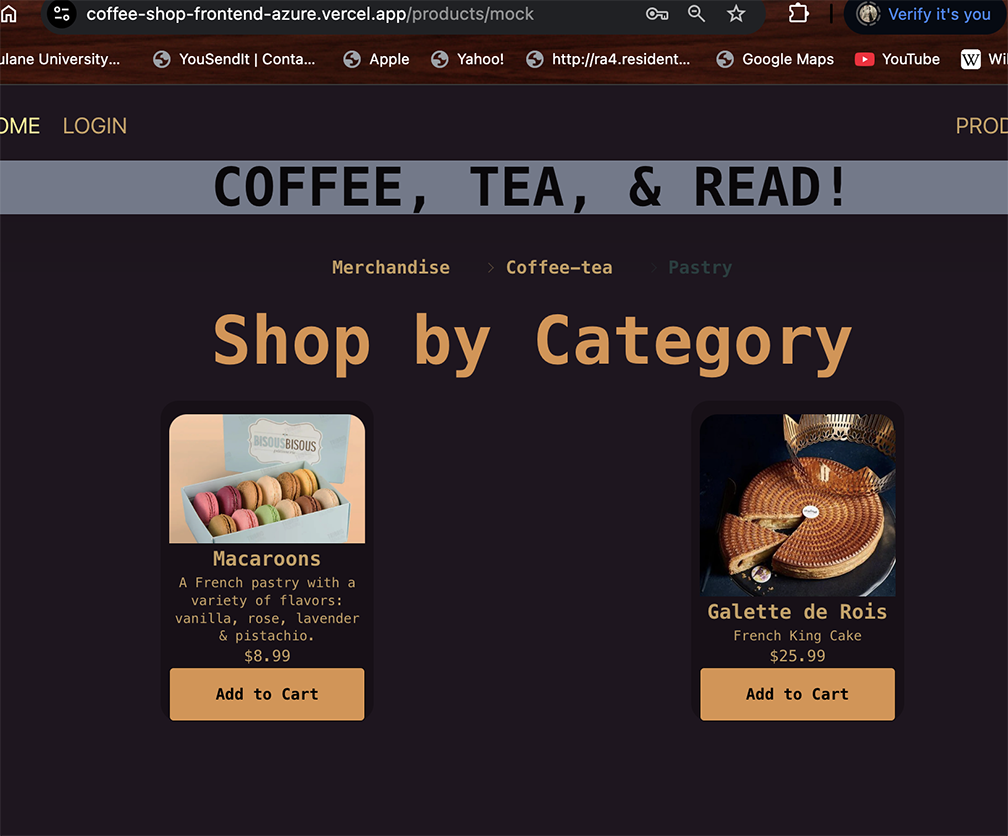 coffee-shop-frontend-azure.vercel.app/products/mock
Verify it's you
ulane University...
YouSendIt | Conta...
Apple
Yahoo!
http://ra4.resident...
Google Maps
YouTube
W
Wi
OME
LOGIN
PROD
COFFEE, TEA, & READ!
Merchandise > Coffee-tea > Pastry
Shop by Category
BISOUSBISOUS
Macaroons
A French pastry with a
variety of flavors:
vanilla, rose, lavender
& pistachio.
$8.99
Add to Cart
Galette de Rois
French King Cake
$25.99
Add to Cart